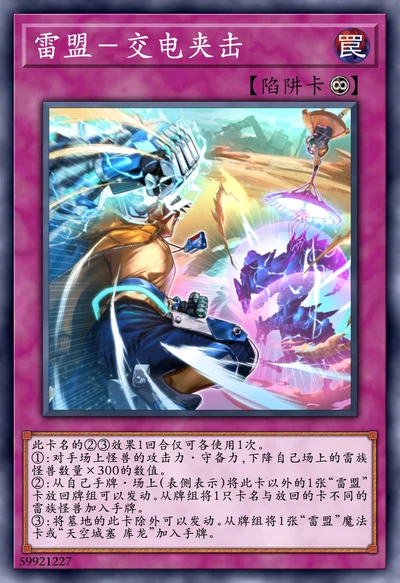 雷盟－交电夹击
罠
【陷阱卡∞】
此卡名的②③效果1回合仅可各使用1次。
①:对手场上怪兽的攻击力·守备力,下降自己场上的雷族
怪兽数量×300的数值。
②:从自己手牌·场上(表侧表示)将此卡以外的1张“雷盟”
卡放回牌组可以发动。从牌组将1只卡名与放回的卡不同的
雷族怪兽加入手牌。
③:将墓地的此卡除外可以发动。从牌组将1张“雷盟”魔法
卡或“天空城塞 库龙”加入手牌。
59921227